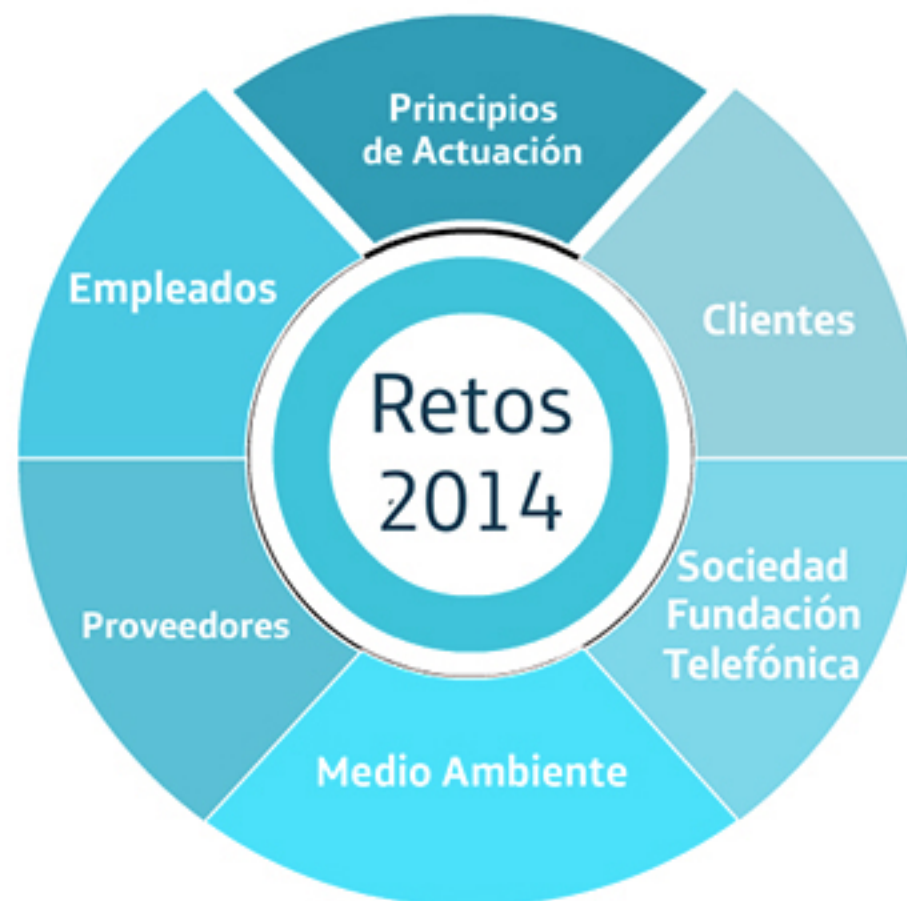 Principios
de Actuación
Empleados
Clientes
Retos
2014
Proveedores
Sociedad
Fundación
Telefónica
Medio Ambiente